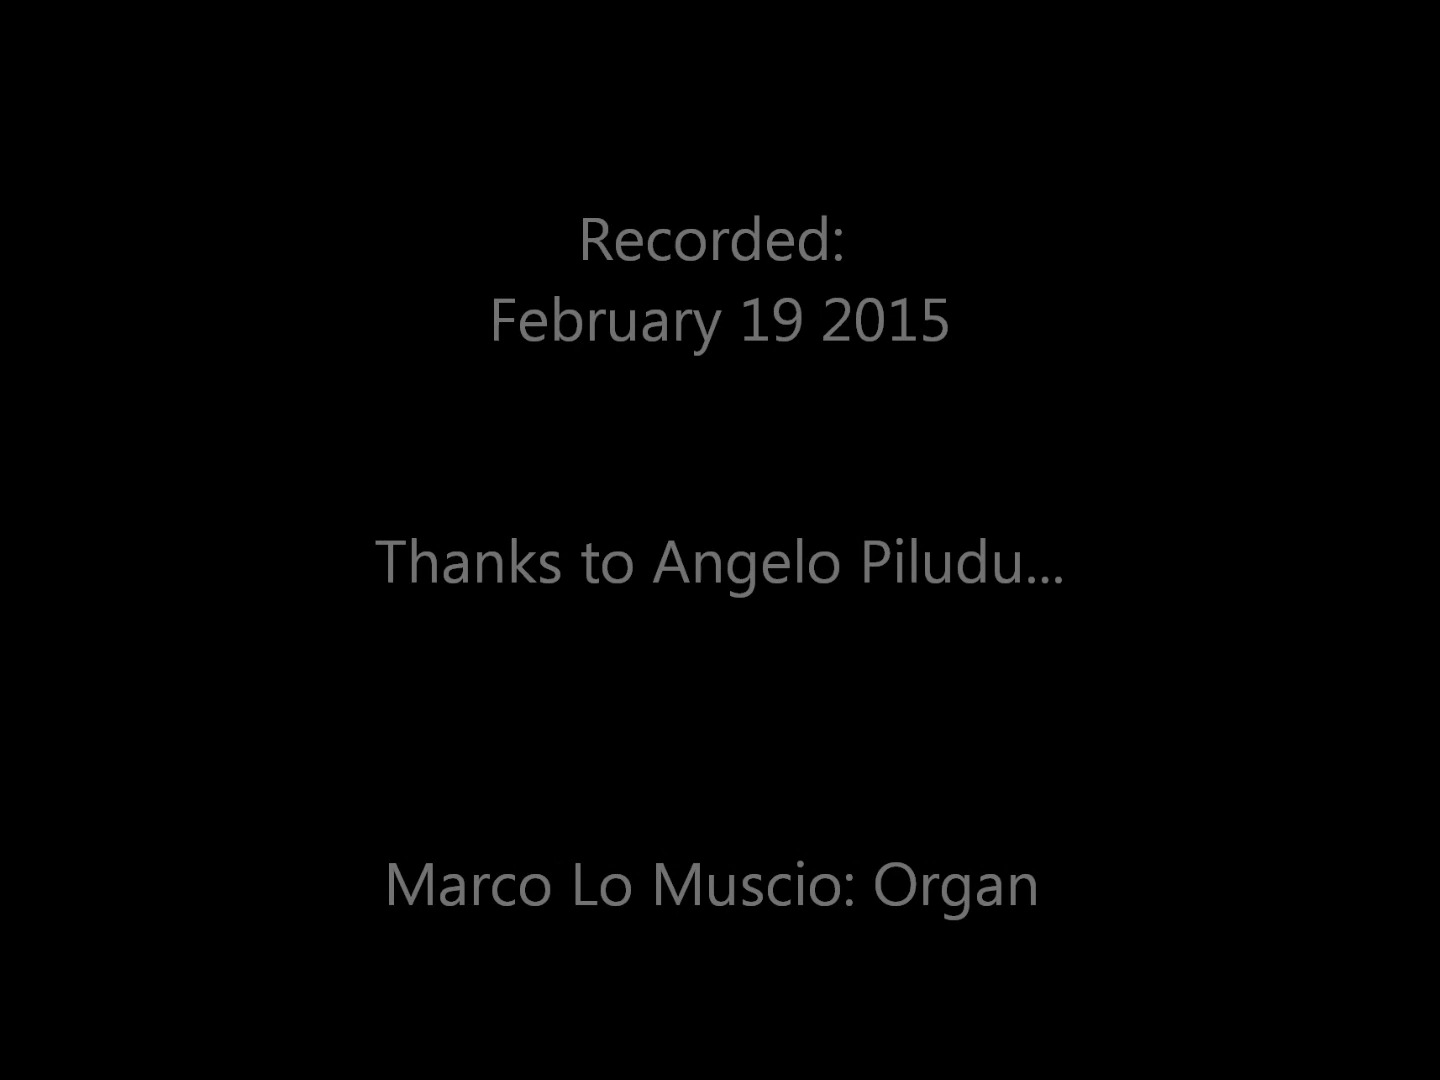 Recorded:
February 19 2015
Thanks to Angelo Piludu...
Marco Lo Muscio: Organ